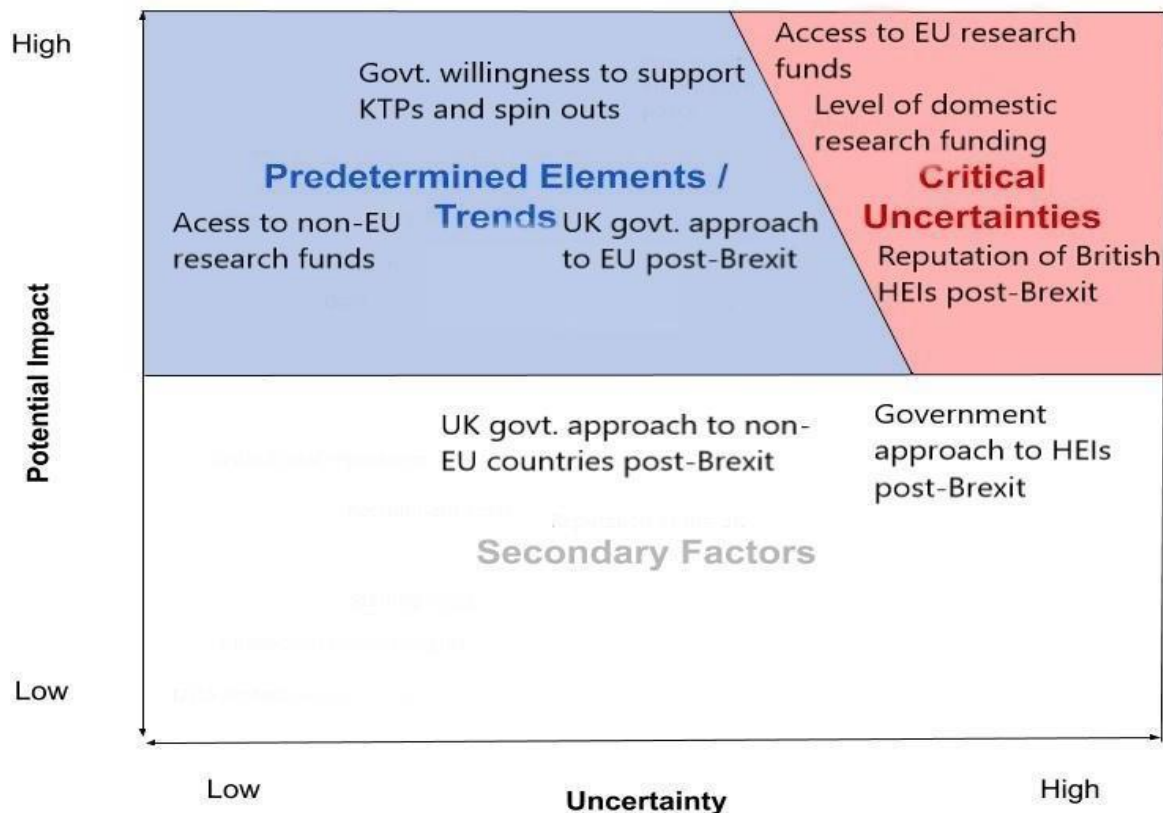 High
Access to EU research
funds
Govt. willingness to support
KTPs and spin outs
Level of domestic
research funding
Predetermined Elements /
Trends
Critical
Uncertainties
Acess to non-EU
research funds
UK govt. approach
to EU post-Brexit
Reputation of British
HEIs post-Brexit
Potential Impact
UK govt. approach to non-
EU countries post-Brexit
Government
approach to HEIs
post-Brexit
Secondary Factors
Low
Low
Uncertainty
High